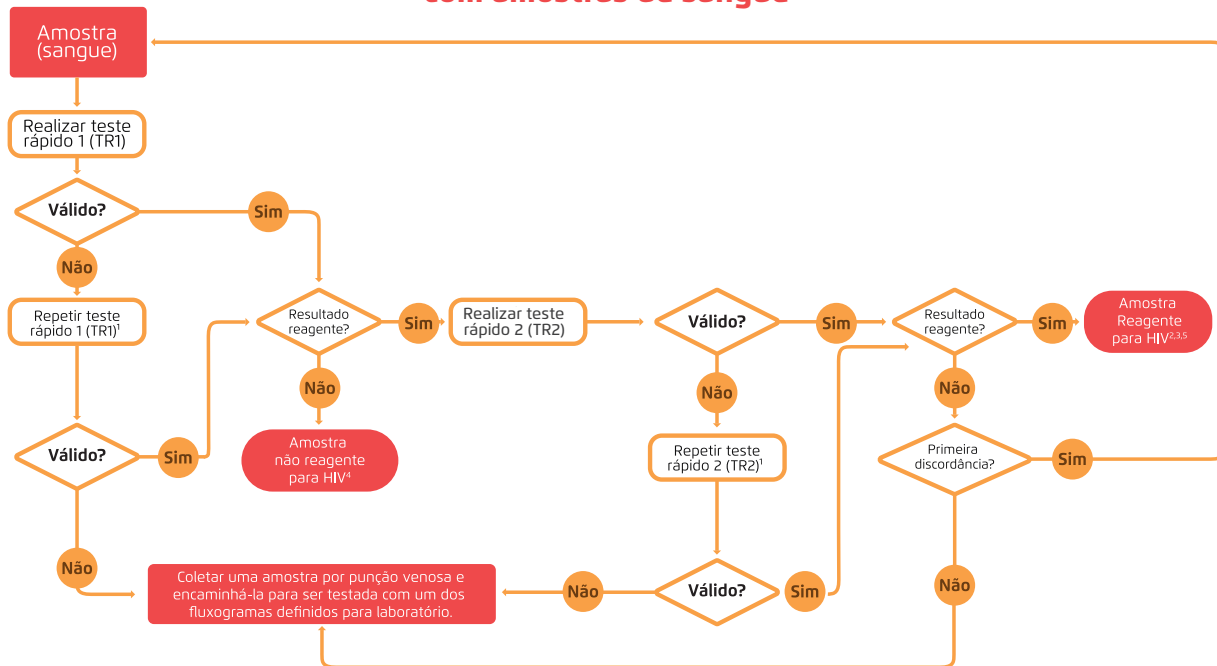 com amostras de sangue
Amostra
(sangue)
Realizar teste
rápido 1 (TR1)
Válido?
Sim
Não
Repetir teste
rápido 1 (TR1)¹
Válido?
Sim
Não
Resultado
reagente?
Sim
Não
Amostra
não reagente
para HIV⁴
Realizar teste
rápido 2 (TR2)
Válido?
Sim
Não
Repetir teste
rápido 2 (TR2)¹
Válido?
Sim
Não
Resultado
reagente?
Sim
Não
Amostra
Reagente
para HIV²,³,⁵
Primeira
discordância?
Sim
Não
Coletar uma amostra por punção venosa e
encaminhá-la para ser testada com um dos
fluxogramas definidos para laboratório.